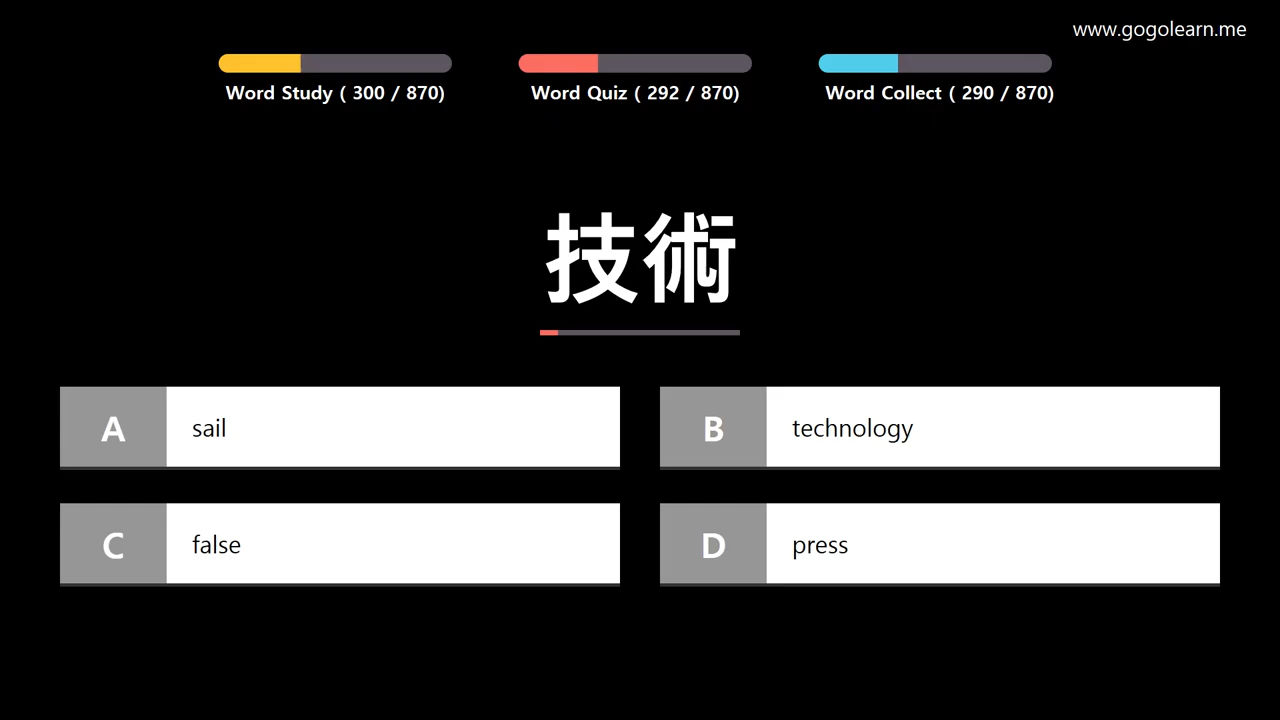 www.gogolearn.me
Word Study ( 300 / 870)
Word Quiz ( 292 / 870)
Word Collect ( 290 / 870)
技術
A sail
B technology
C false
D press